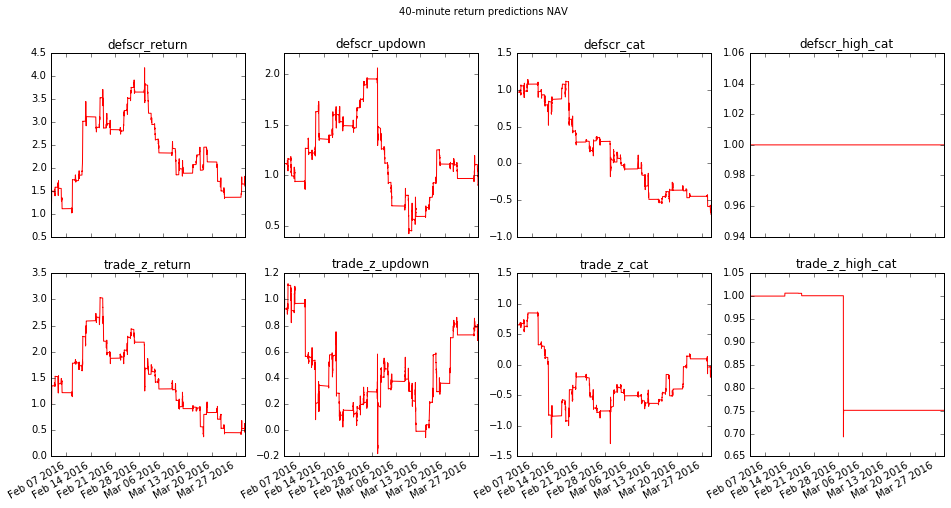 40-minute return predictions NAV
defscr_return
4.5
4.0
3.5
3.0
2.5
2.0
1.5
1.0
0.5
defscr_updown
2.0
1.5
1.0
0.5
defscr_cat
1.5
1.0
0.5
0.0
−0.5
−1.0
defscr_high_cat
1.06
1.04
1.02
1.00
0.98
0.96
0.94
trade_z_return
3.5
3.0
2.5
2.0
1.5
1.0
0.5
0.0
Feb 07 2016
Feb 14 2016
Feb 21 2016
Feb 28 2016
Mar 06 2016
Mar 13 2016
Mar 20 2016
Mar 27 2016
trade_z_updown
1.2
1.0
0.8
0.6
0.4
0.2
0.0
−0.2
Feb 07 2016
Feb 14 2016
Feb 21 2016
Feb 28 2016
Mar 06 2016
Mar 13 2016
Mar 20 2016
Mar 27 2016
trade_z_cat
1.5
1.0
0.5
0.0
−0.5
−1.0
−1.5
Feb 07 2016
Feb 14 2016
Feb 21 2016
Feb 28 2016
Mar 06 2016
Mar 13 2016
Mar 20 2016
Mar 27 2016
trade_z_high_cat
1.05
1.00
0.95
0.90
0.85
0.80
0.75
0.70
0.65
Feb 07 2016
Feb 14 2016
Feb 21 2016
Feb 28 2016
Mar 06 2016
Mar 13 2016
Mar 20 2016
Mar 27 2016